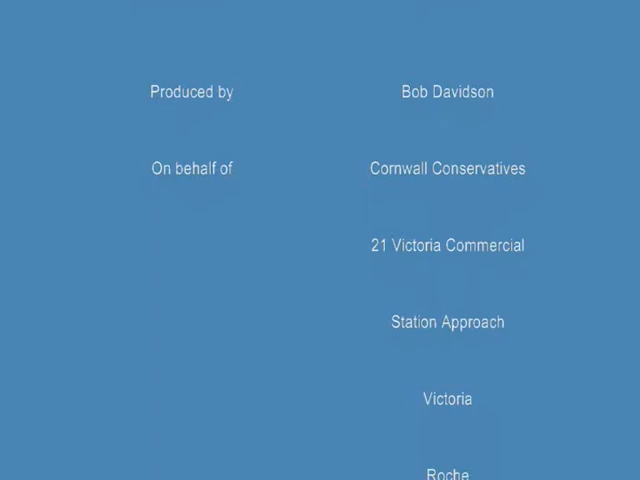 Produced by Bob Davidson
On behalf of Cornwall Conservatives
21 Victoria Commercial
Station Approach
Victoria
Roche